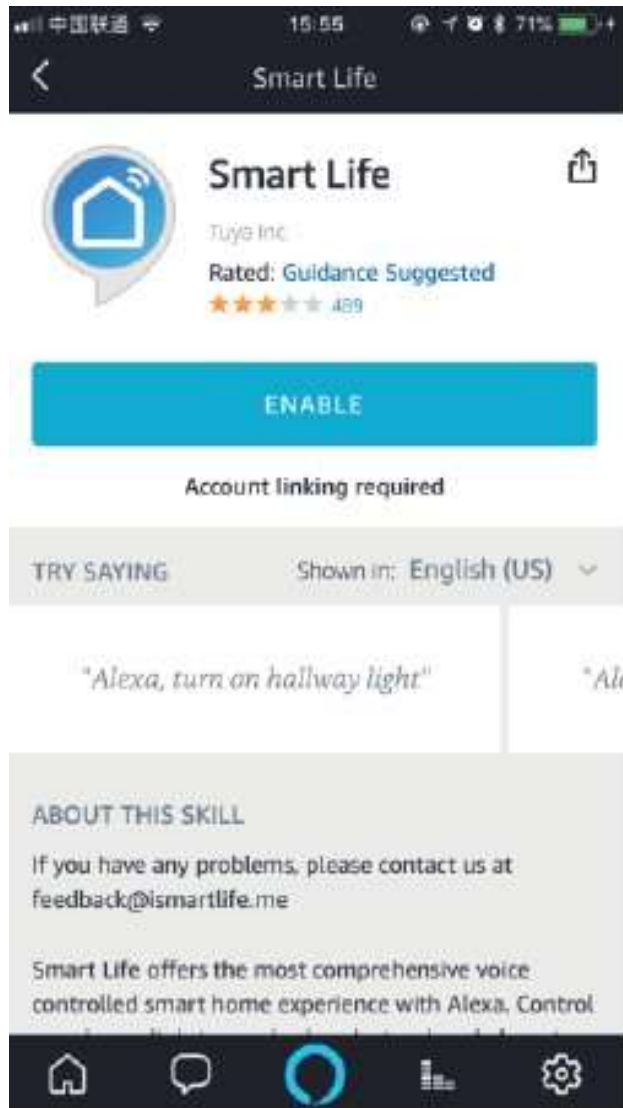 中国联通 15:55 71%
Smart Life
Smart Life
Tuya Inc.
Rated: Guidance Suggested
489
ENABLE
Account linking required
TRY SAYING Shown in: English (US)
"Alexa, turn on hallway light" "Al
ABOUT THIS SKILL
If you have any problems, please contact us at
feedback@ismartlife.me
Smart Life offers the most comprehensive voice
controlled smart home experience with Alexa. Control